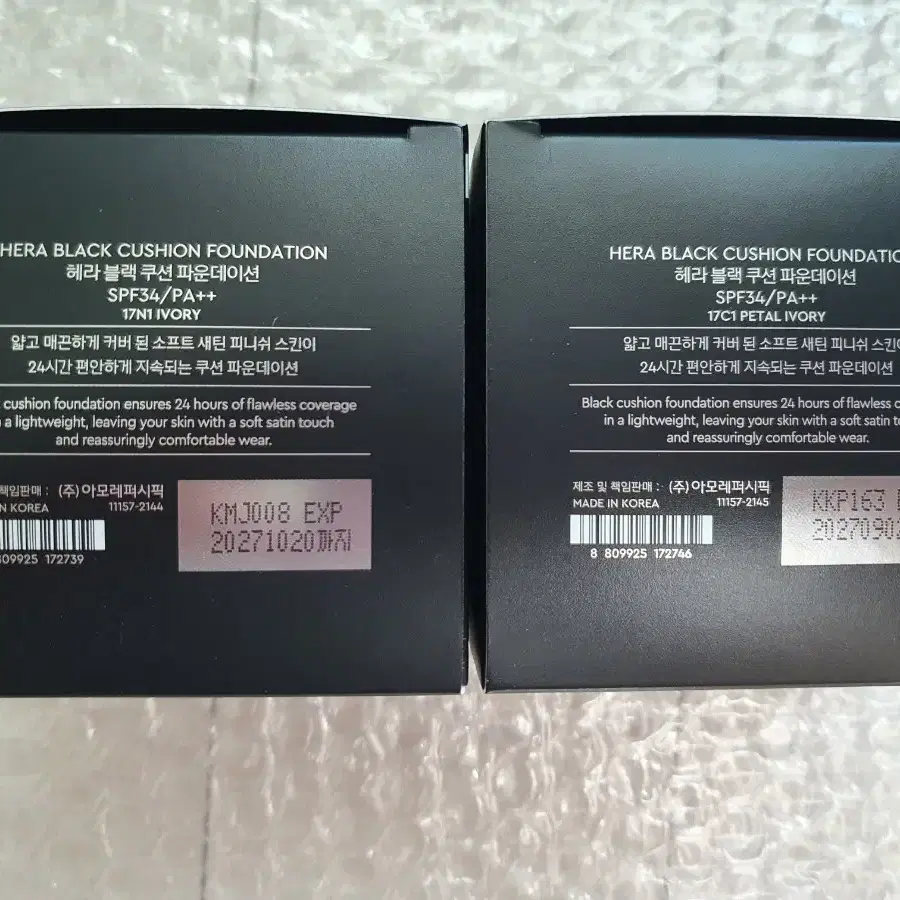 HERA BLACK CUSHION FOUNDATION
헤라 블랙 쿠션 파운데이션
SPF34/PA++
17N1 IVORY
얇고 매끈하게 커버 된 소프트 새틴 피니쉬 스킨이
24시간 편안하게 지속되는 쿠션 파운데이션
cushion foundation ensures 24 hours of flawless coverage
a lightweight, leaving your skin with a soft satin touch
and reassuringly comfortable wear.
책임판매 : (주)아모레퍼시픽
IN KOREA 11157-2144
809925 172739
KMJ008 EXP
20271020까지
HERA BLACK CUSHION
헤라 블랙 쿠션 파운데이션
SPF34/PA++
17C1 PETAL IVORY
얇고 매끈하게 커버 된 소프트 새틴 피니쉬
24시간 편안하게 지속되는 쿠션 파운데이션
Black cushion foundation ensures 24 hours of flawless
in a lightweight, leaving your skin with a soft satin
and reassuringly comfortable wear.
제조 및 책임판매 : (주)아모레퍼시픽
MADE IN KOREA 11157-2145
8 809925 172746
KKP163
2027090